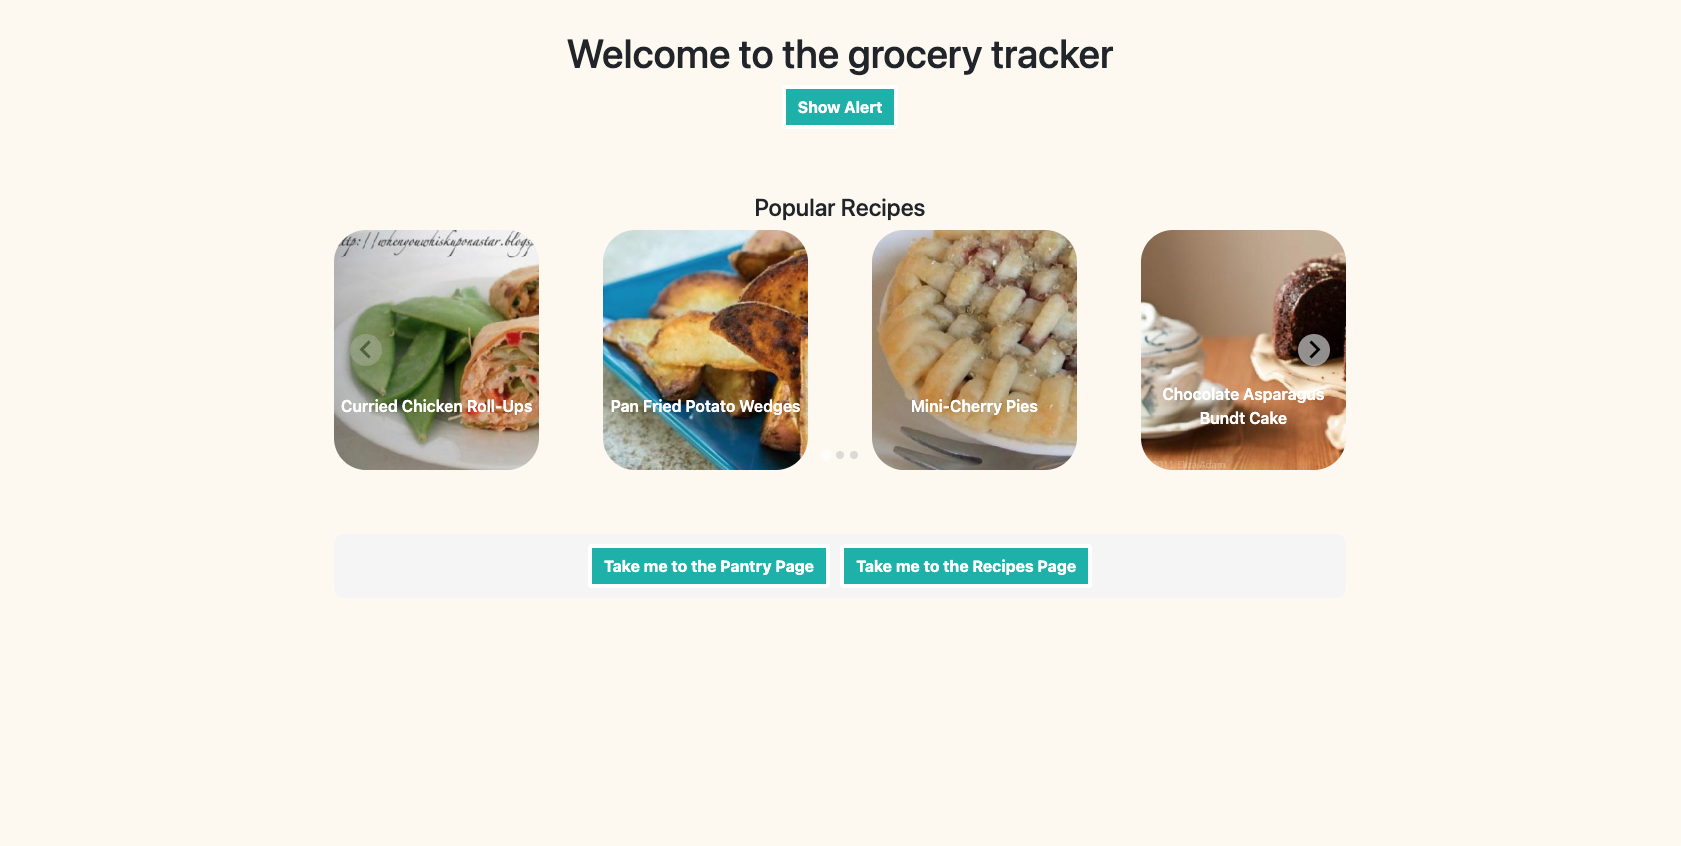 Welcome to the grocery tracker
Show Alert
Popular Recipes
ttp://whenyouwhiskuponastar.blogs
Curried Chicken Roll-Ups
Pan Fried Potato Wedges
Mini-Cherry Pies
Chocolate Asparagus
Bundt Cake
Take me to the Pantry Page
Take me to the Recipes Page